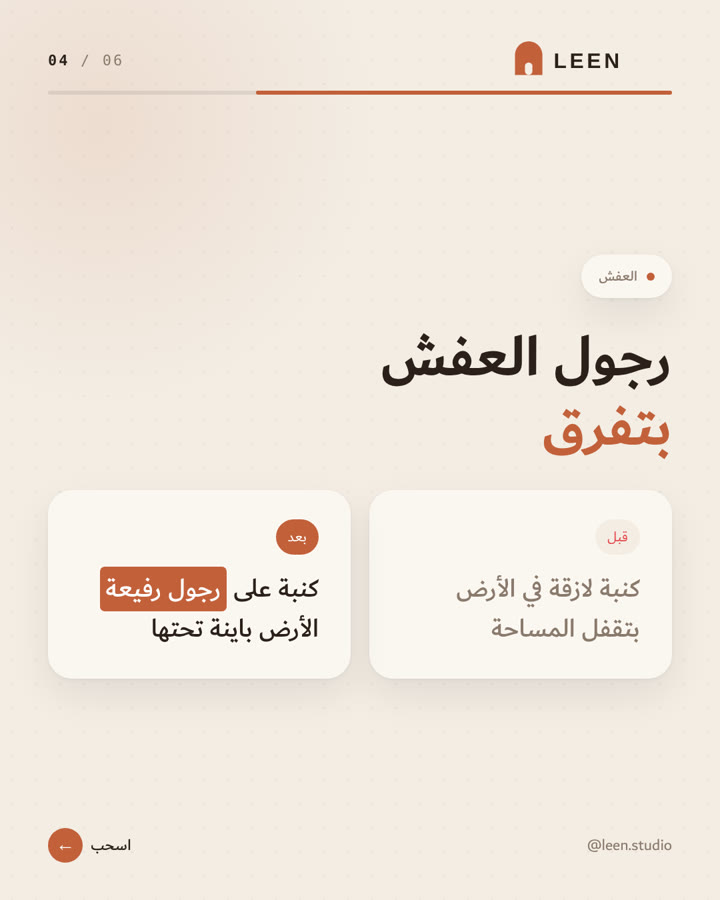 LEEN
04 / 06
العفش
رجول العفش
بتفرق
قبل
كنبة لازقة في الأرض
بتقفل المساحة
بعد
كنبة على رجول رفيعة
الأرض باينة تحتها
@leen.studio
اسحب ←